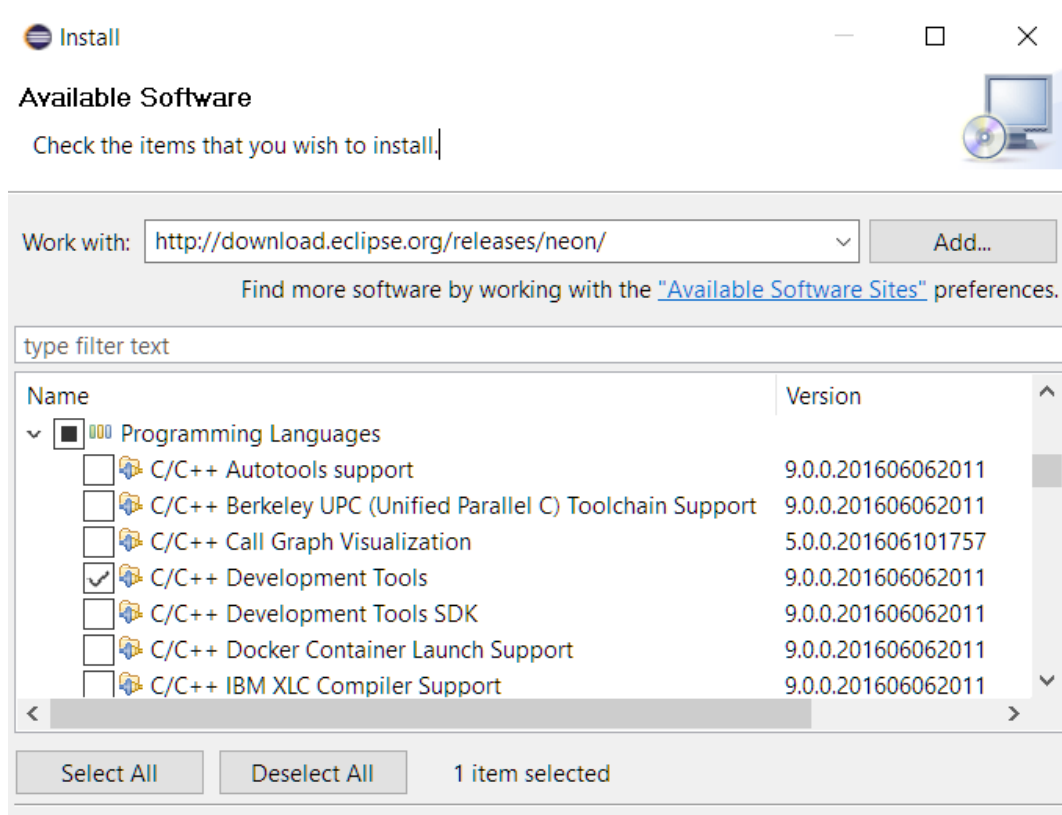 Install
Available Software
Check the items that you wish to install.
Work with: http://download.eclipse.org/releases/neon/ Add...
Find more software by working with the "Available Software Sites" preferences.
type filter text
Name Version
Programming Languages
C/C++ Autotools support 9.0.0.201606062011
C/C++ Berkeley UPC (Unified Parallel C) Toolchain Support 9.0.0.201606062011
C/C++ Call Graph Visualization 5.0.0.201606101757
C/C++ Development Tools 9.0.0.201606062011
C/C++ Development Tools SDK 9.0.0.201606062011
C/C++ Docker Container Launch Support 9.0.0.201606062011
C/C++ IBM XLC Compiler Support 9.0.0.201606062011
Select All Deselect All 1 item selected